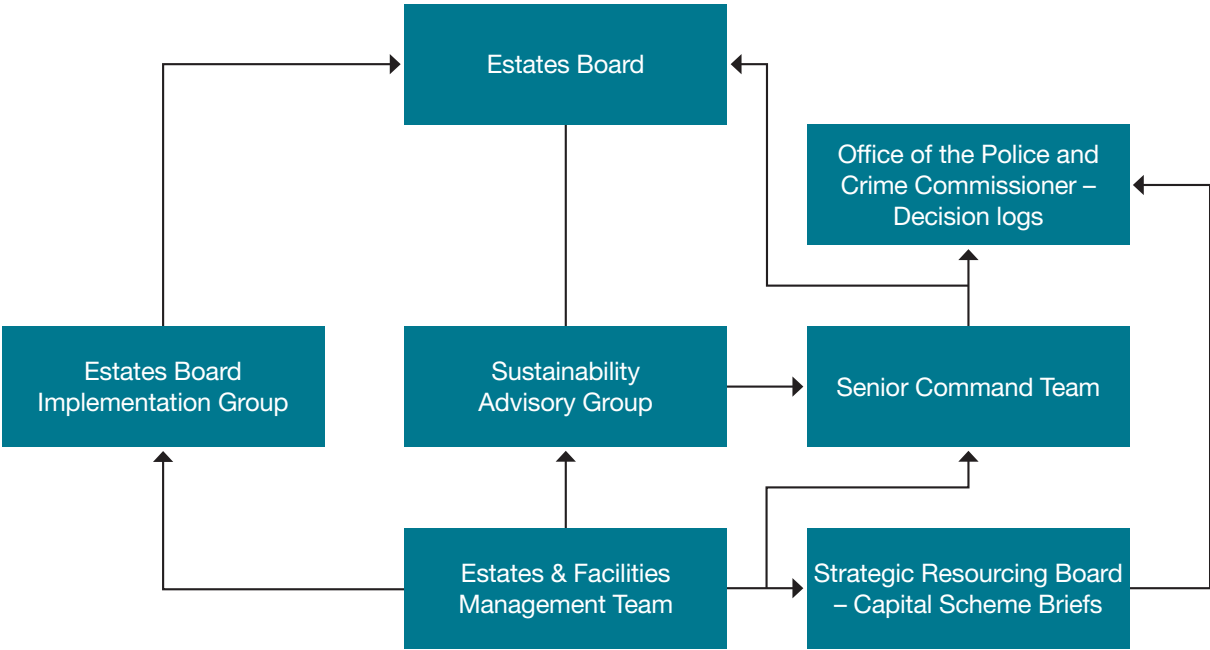 Estates Board
Office of the Police and
Crime Commissioner –
Decision logs
Estates Board
Implementation Group
Sustainability
Advisory Group
Senior Command Team
Estates & Facilities
Management Team
Strategic Resourcing Board
– Capital Scheme Briefs